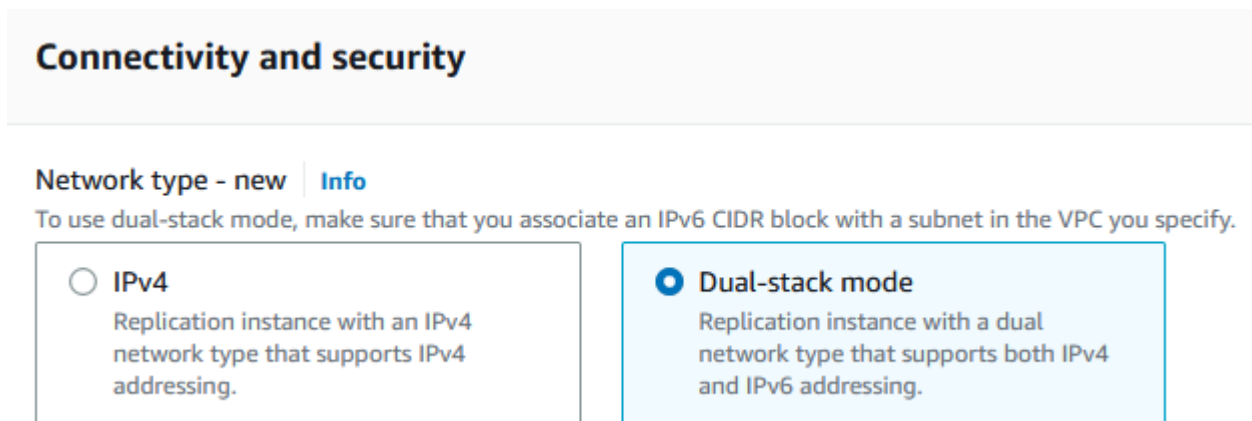 Connectivity and security
Network type - new Info
To use dual-stack mode, make sure that you associate an IPv6 CIDR block with a subnet in the VPC you specify.
IPv4
Replication instance with an IPv4
network type that supports IPv4
addressing.
Dual-stack mode
Replication instance with a dual
network type that supports both IPv4
and IPv6 addressing.